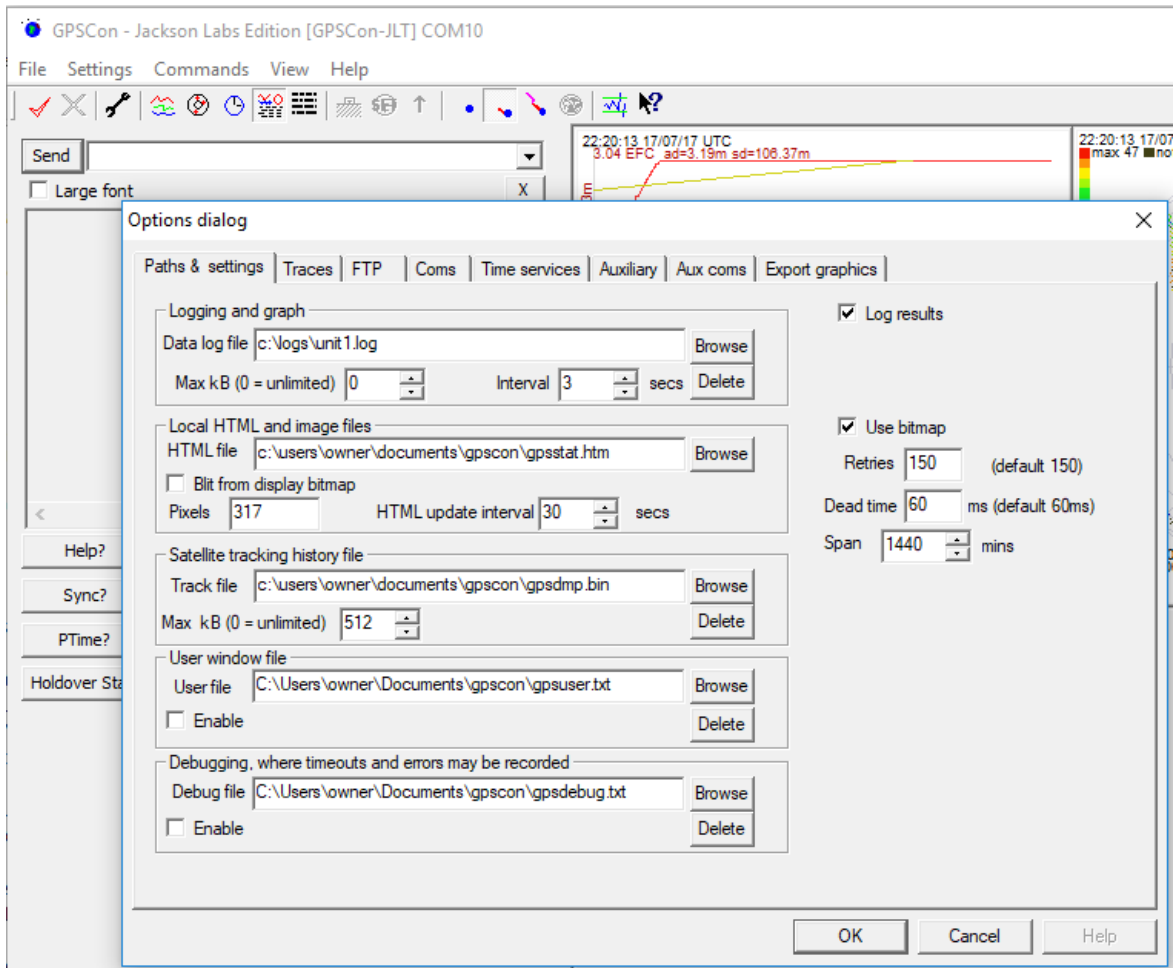 GPSCon - Jackson Labs Edition [GPSCon-JLT] COM10
File Settings Commands View Help
Send
Large font X
22:20:13 17/07/17 UTC
3.04 EFC ad=3.19m sd=106.37m
22:20:13 17/07
max 47 no
Options dialog
Paths & settings Traces FTP Coms Time services Auxiliary Aux coms Export graphics
Logging and graph
Data log file c:\logs\unit1.log Browse
Max kB (0 = unlimited) 0 Interval 3 secs Delete
Log results
Local HTML and image files
HTML file c:\users\owner\documents\gpscon\gpsstat.htm Browse
Blit from display bitmap
Pixels 317 HTML update interval 30 secs
Use bitmap
Retries 150 (default 150)
Dead time 60 ms (default 60ms)
Span 1440 mins
Satellite tracking history file
Track file c:\users\owner\documents\gpscon\gpsdmp.bin Browse
Max kB (0 = unlimited) 512 Delete
User window file
User file C:\Users\owner\Documents\gpscon\gpsuser.txt Browse
Enable Delete
Debugging, where timeouts and errors may be recorded
Debug file C:\Users\owner\Documents\gpscon\gpsdebug.txt Browse
Enable Delete
Help?
Sync?
PTime?
Holdover Sta
OK Cancel Help